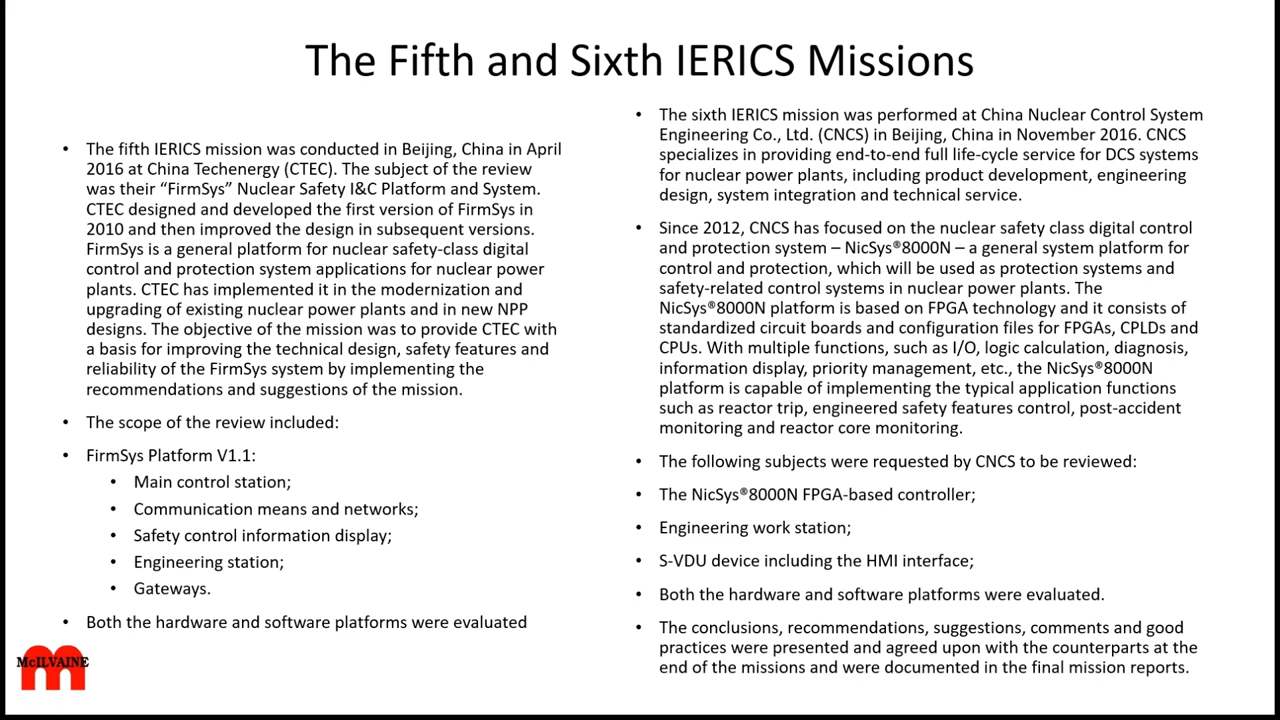 The Fifth and Sixth IERICS Missions
• The fifth IERICS mission was conducted in Beijing, China in April
2016 at China Techenergy (CTEC). The subject of the review
was their “FirmSys” Nuclear Safety I&C Platform and System.
CTEC designed and developed the first version of FirmSys in
2010 and then improved the design in subsequent versions.
FirmSys is a general platform for nuclear safety-class digital
control and protection system applications for nuclear power
plants. CTEC has implemented it in the modernization and
upgrading of existing nuclear power plants and in new NPP
designs. The objective of the mission was to provide CTEC with
a basis for improving the technical design, safety features and
reliability of the FirmSys system by implementing the
recommendations and suggestions of the mission.
• The scope of the review included:
• FirmSys Platform V1.1:
• Main control station;
• Communication means and networks;
• Safety control information display;
• Engineering station;
• Gateways.
• Both the hardware and software platforms were evaluated
• The sixth IERICS mission was performed at China Nuclear Control System
Engineering Co., Ltd. (CNCS) in Beijing, China in November 2016. CNCS
specializes in providing end-to-end full life-cycle service for DCS systems
for nuclear power plants, including product development, engineering
design, system integration and technical service.
• Since 2012, CNCS has focused on the nuclear safety class digital control
and protection system – NicSys®8000N – a general system platform for
control and protection, which will be used as protection systems and
safety-related control systems in nuclear power plants. The
NicSys®8000N platform is based on FPGA technology and it consists of
standardized circuit boards and configuration files for FPGAs, CPLDs and
CPUs. With multiple functions, such as I/O, logic calculation, diagnosis,
information display, priority management, etc., the NicSys®8000N
platform is capable of implementing the typical application functions
such as reactor trip, engineered safety features control, post-accident
monitoring and reactor core monitoring.
• The following subjects were requested by CNCS to be reviewed:
• The NicSys®8000N FPGA-based controller;
• Engineering work station;
• S-VDU device including the HMI interface;
• Both the hardware and software platforms were evaluated.
• The conclusions, recommendations, suggestions, comments and good
practices were presented and agreed upon with the counterparts at the
end of the missions and were documented in the final mission reports.
McILVAINE